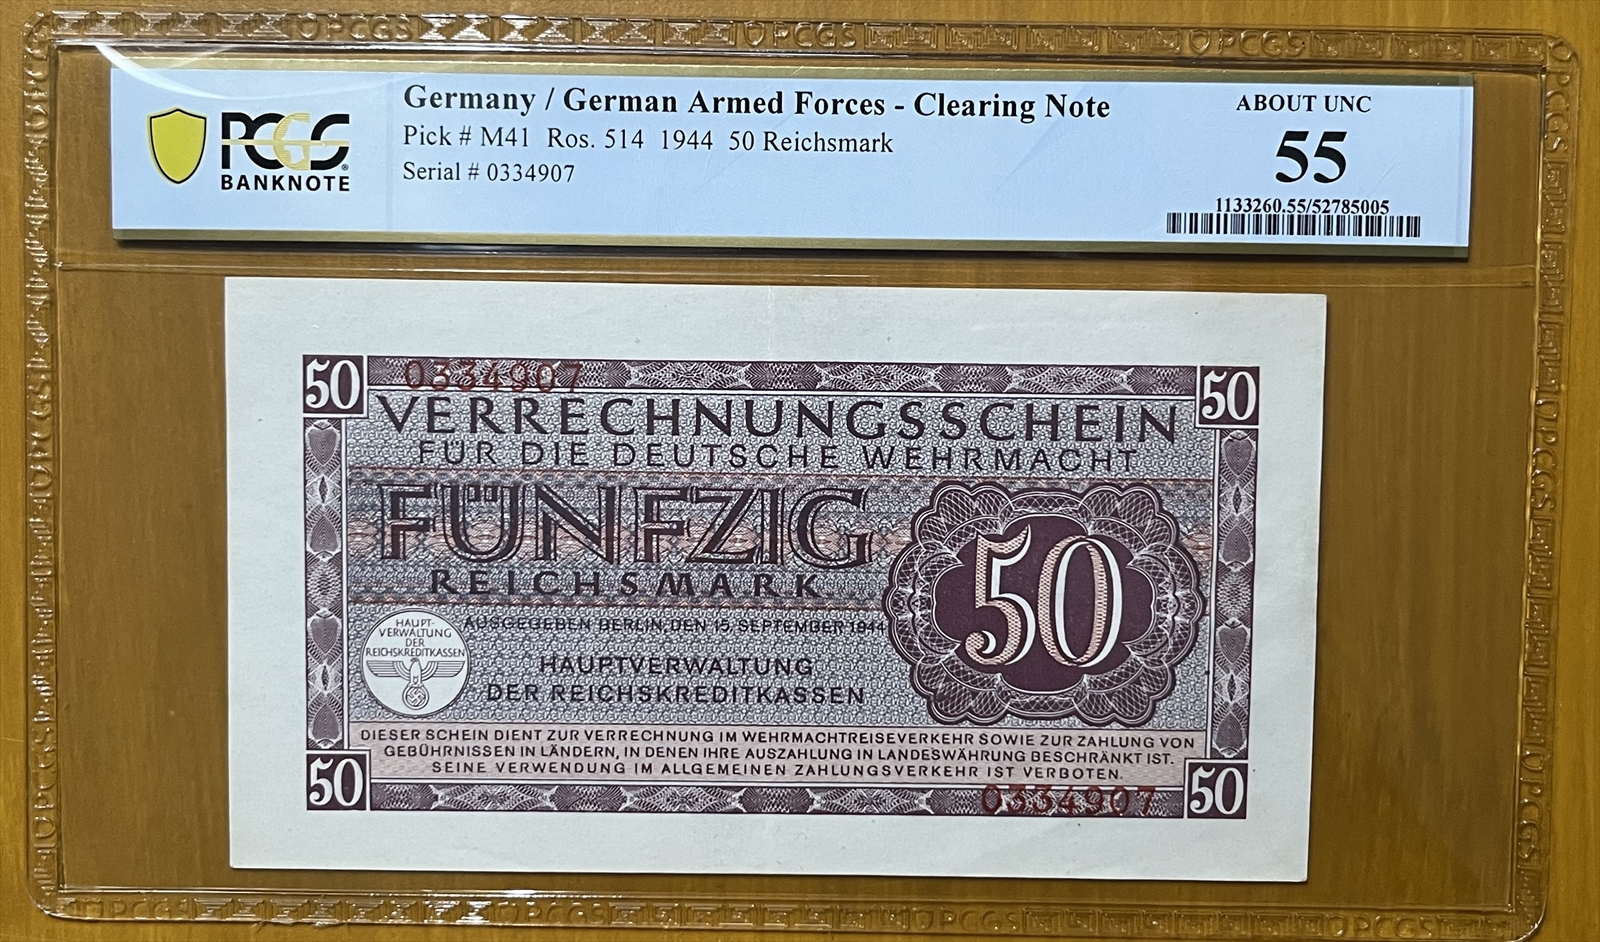 PCGS
BANKNOTE
Germany / German Armed Forces - Clearing Note
Pick # M41 Ros. 514 1944 50 Reichsmark
Serial # 0334907
ABOUT UNC
55
1133260.55/52785005
50
0334907
50
VERRECHNUNGSSCHEIN
FÜR DIE DEUTSCHE WEHRMACHT
FÜNFZIG
REICHSMARK
50
HAUPT-
VERWALTUNG
DER
REICHSKREDITKASSEN
AUSGEGEBEN BERLIN, DEN 15. SEPTEMBER 1944
HAUPTVERWALTUNG
DER REICHSKREDITKASSEN
DIESER SCHEIN DIENT ZUR VERRECHNUNG IM WEHRMACHTREISEVERKEHR SOWIE ZUR ZAHLUNG VON
GEBÜHRNISSEN IN LÄNDERN, IN DENEN IHRE AUSZAHLUNG IN LANDESWÄHRUNG BESCHRÄNKT IST.
SEINE VERWENDUNG IM ALLGEMEINEN ZAHLUNGSVERKEHR IST VERBOTEN.
50
0334907
50